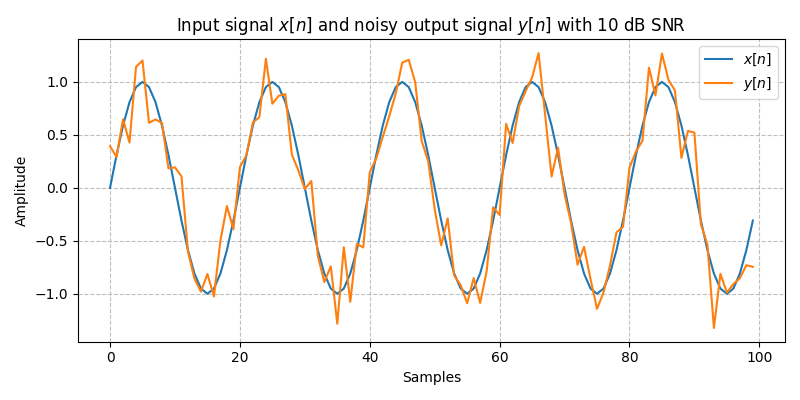 Input signal x[n] and noisy output signal y[n] with 10 dB SNR
x[n]
y[n]
1.0
0.5
0.0
−0.5
−1.0
Amplitude
0 20 40 60 80 100
Samples